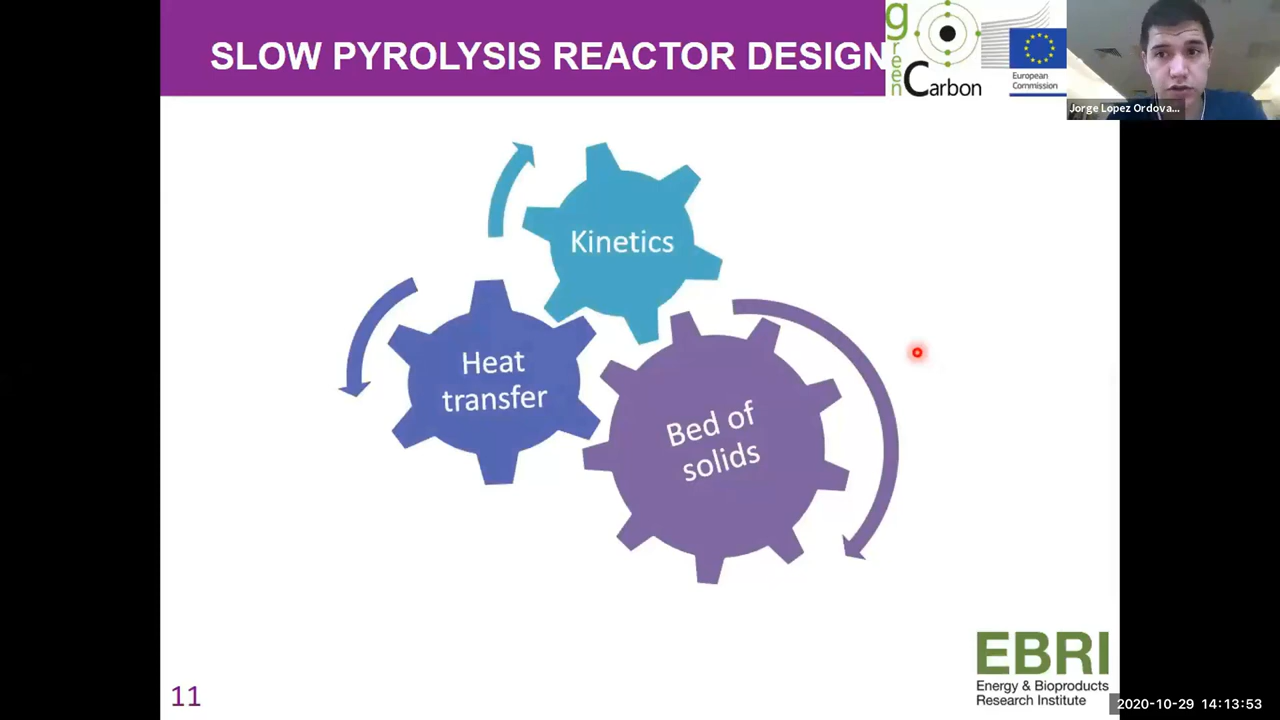 SLOW PYROLYSIS REACTOR DESIGN
green
Carbon
European
Commission
Jorge Lopez Ordova...
Kinetics
Heat
transfer
Bed of
solids
EBRI
Energy & Bioproducts
Research Institute
11
2020-10-29 14:13:53